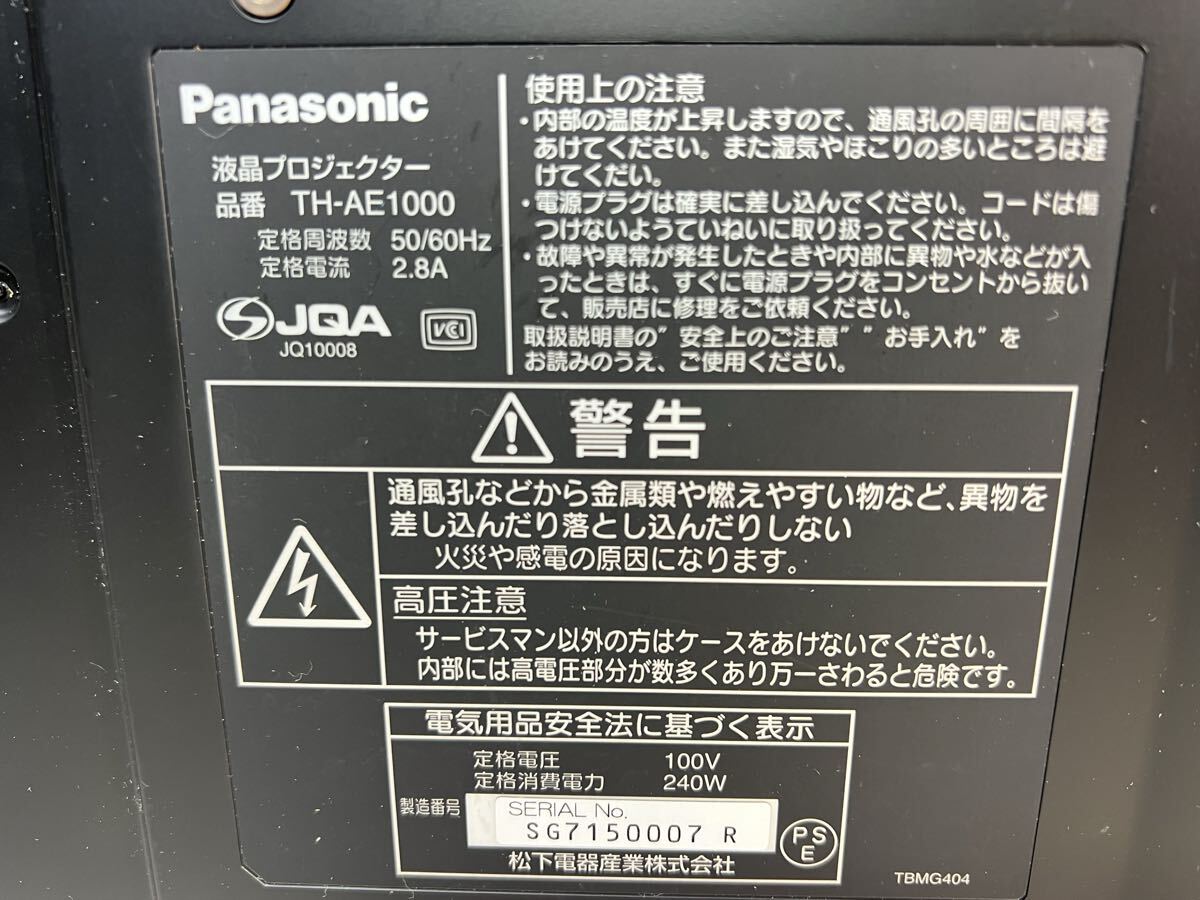 Panasonic
液晶プロジェクター
品番 TH-AE1000
定格周波数 50/60Hz
定格電流 2.8A
JQA
JQ10008
VCI
使用上の注意
・内部の温度が上昇しますので、通風孔の周囲に間隔を
あけてください。また湿気やほこりの多いところは避
けてくだい。
・電源プラグは確実に差し込んでください。コードは傷
つけないようていねいに取り扱ってください。
・故障や異常が発生したときや内部に異物や水などが入
ったときは、すぐに電源プラグをコンセントから抜い
て、販売店に修理をご依頼ください。
取扱説明書の"安全上のご注意" "お手入れ"を
お読みのうえ、ご使用ください。
警告
通風孔などから金属類や燃えやすい物など、異物を
差し込んだり落とし込んだりしない
火災や感電の原因になります。
高圧注意
サービスマン以外の方はケースをあけないでください。
内部には高電圧部分が数多くあり万一さわると危険です。
電気用品安全法に基づく表示
定格電圧 100V
定格消費電力 240W
製造番号
SERIAL No.
SG7150007 R
松下電器産業株式会社
PSE
TBMG404